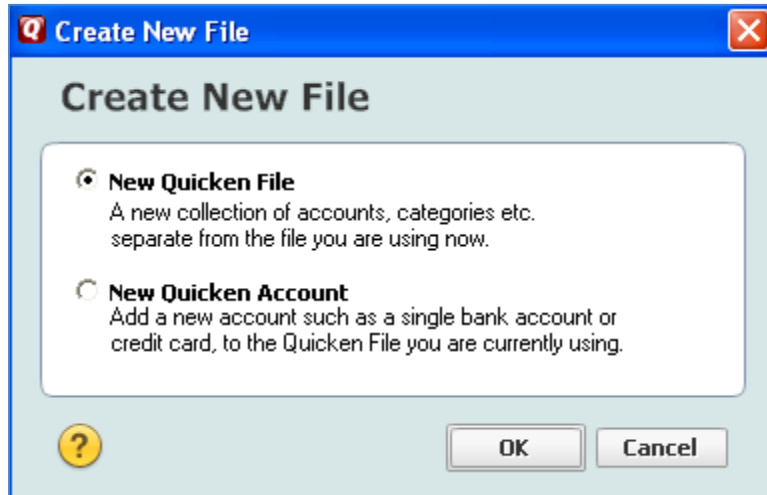 Create New File
Create New File
New Quicken File
A new collection of accounts, categories etc.
separate from the file you are using now.
New Quicken Account
Add a new account such as a single bank account or
credit card, to the Quicken File you are currently using.
? OK Cancel